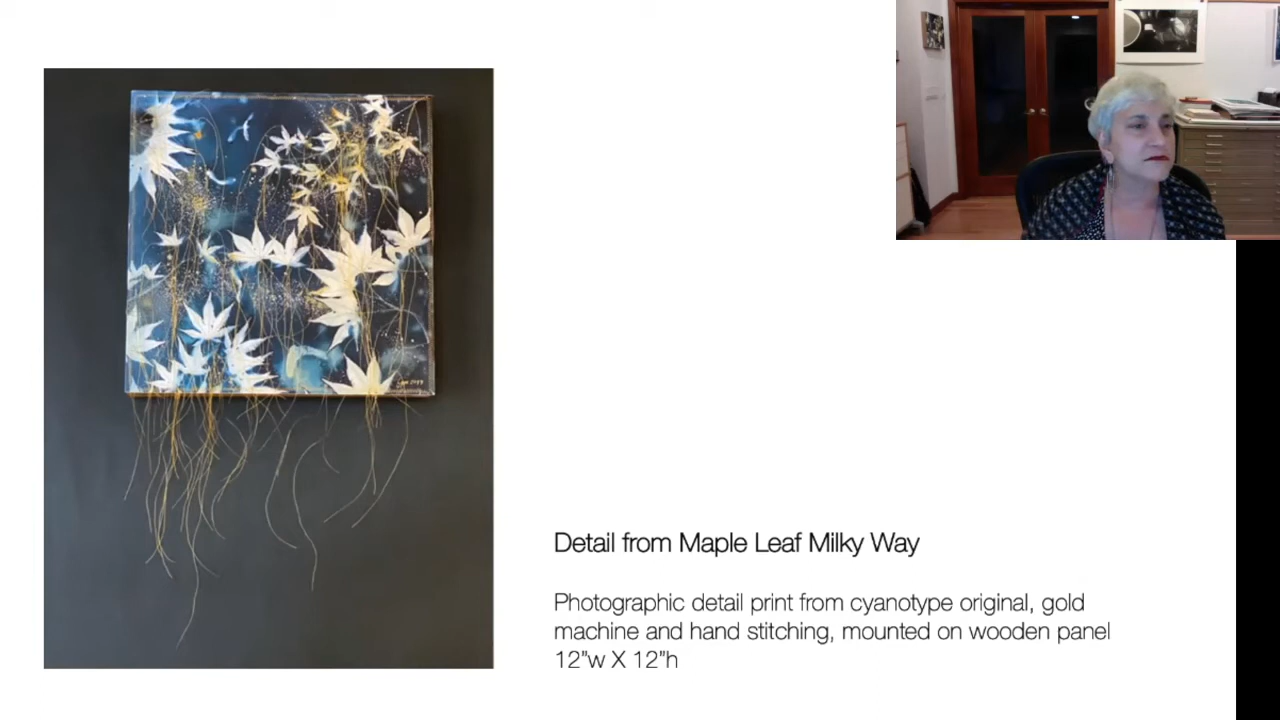 Detail from Maple Leaf Milky Way
Photographic detail print from cyanotype original, gold
machine and hand stitching, mounted on wooden panel
12”w X 12”h